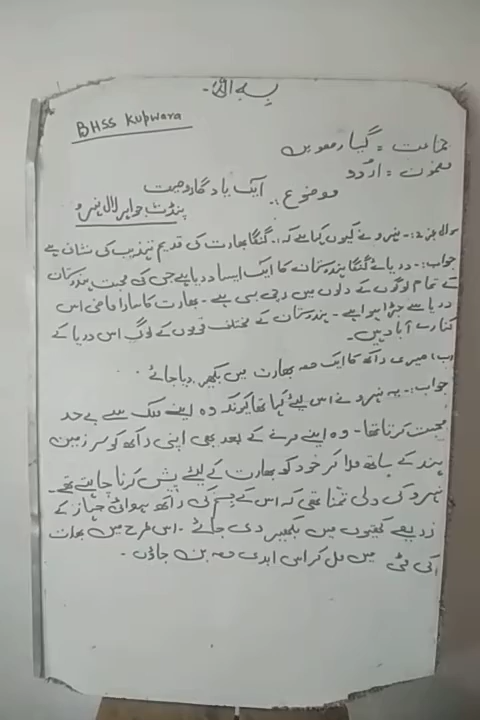 بسم اللہ۔
BHSS Kupwara
جماعت = گیارھویں
مضمون = اُردو
موضوع :۔ ایک یادگار وصیت
پنڈت جواہر لال نہرو
سوال نمبر 2:۔ نہرو نے کیوں کہا ہے کہ:۔ گنگا بھارت کی قدیم تہذیب کی نشان ہے
جواب:۔ دریائے گنگا ہندوستان کا ایک ایسا دریا ہے جس کی محبت ہندوستان
کے تمام لوگوں کے دلوں میں رچی بسی ہے۔ بھارت کا سارا ماضی اس
دریا سے جڑا ہوا ہے۔ ہندوستان کے مختلف قوموں کے لوگ اس دریا کے
کنارے آباد ہیں۔
(ب) میری راکھ کا ایک حصہ بھارت میں بکھیر دیا جائے۔
جواب:۔ یہ نہرو نے اس لیئے کہا تھا کیونکہ وہ اپنے ملک سے بے حد
محبت کرتا تھا۔ وہ اپنے مرنے کے بعد بھی اپنی راکھ کو سرزمین
ہند کے ساتھ ملا کر خود کو بھارت کے لیئے پیش کرنا چاہتے تھے۔
نہرو کی دلی تمنا تھی کہ اس کے جسم کی راکھ ہوائی جہاز کے
ذریعے کھیتوں میں بکھیر دی جائے۔ اس طرح میں بھارت
کی مٹی میں مل کر اس ابدی حصہ بن جاؤں۔